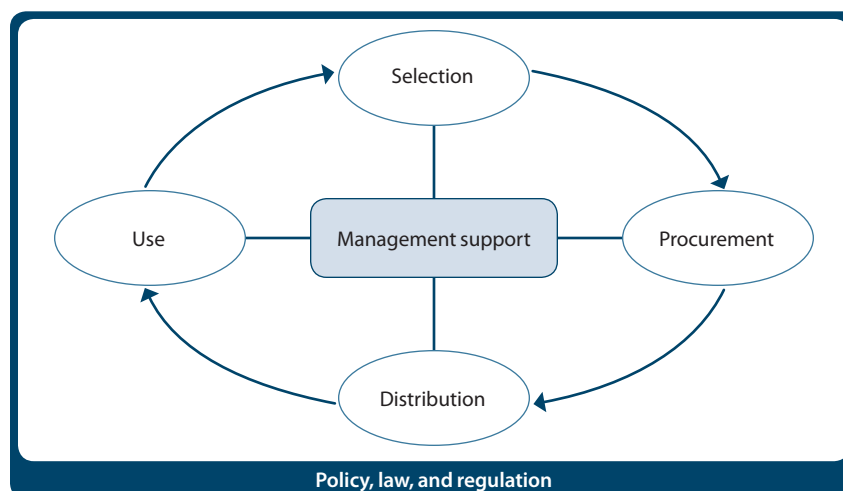 Selection
Use
Management support
Procurement
Distribution
Policy, law, and regulation